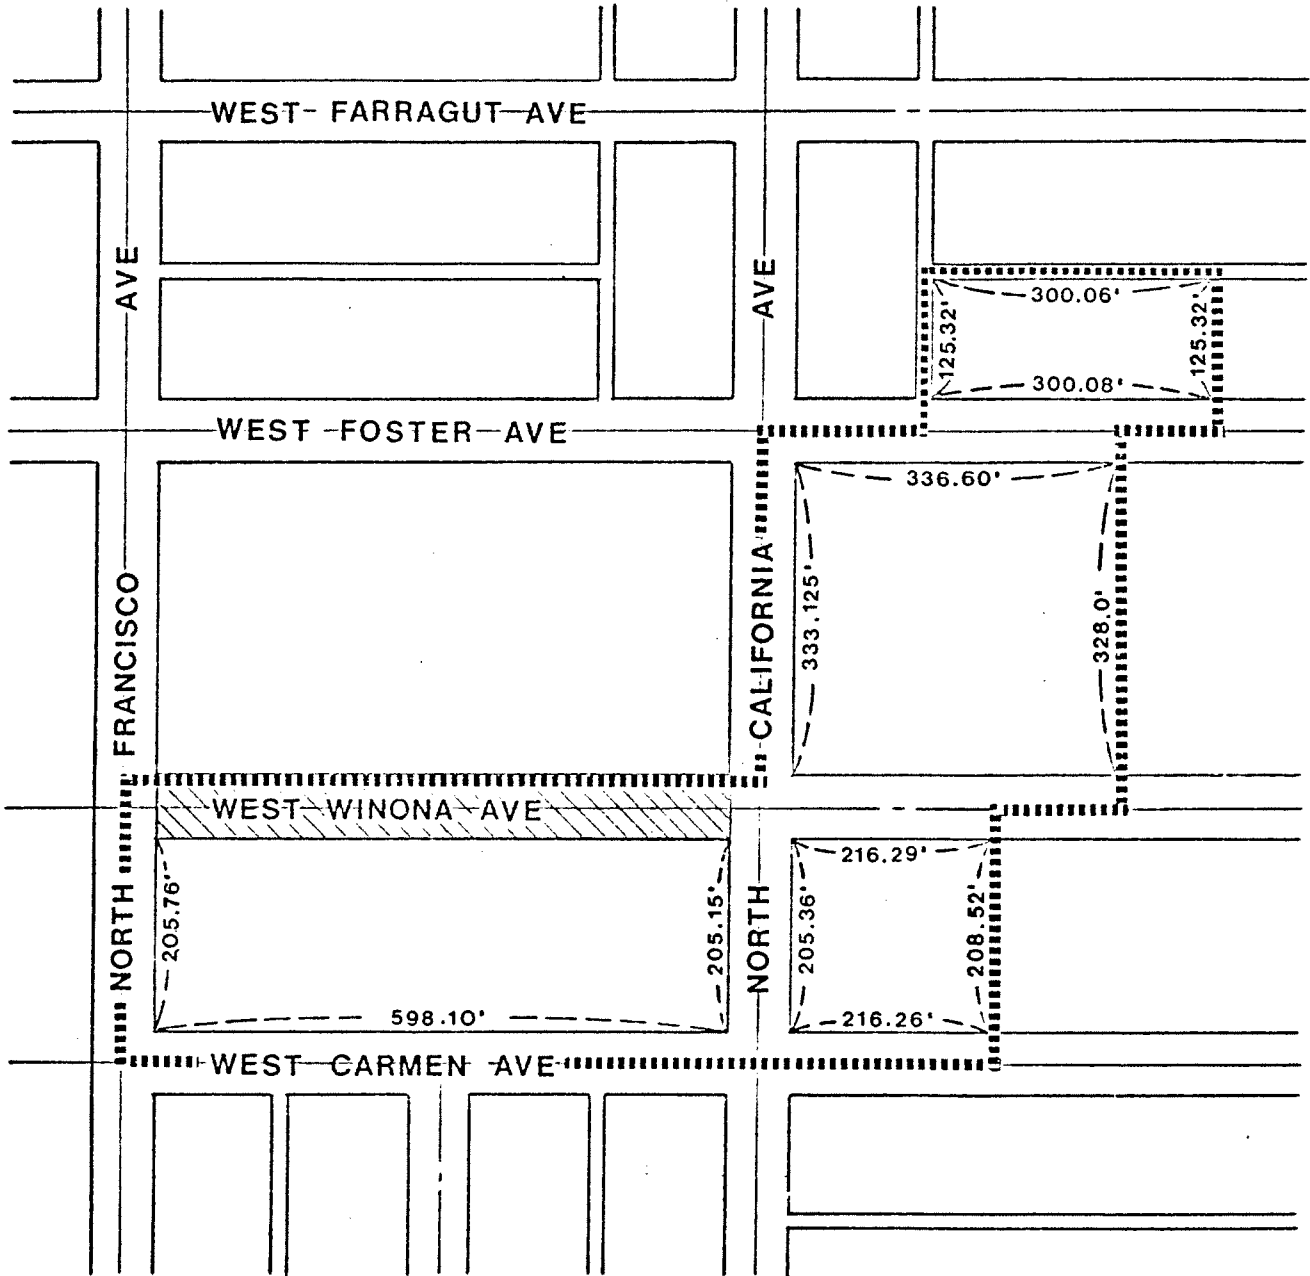 WEST FARRAGUT AVE
AVE
AVE
300.06'
125.32'
125.32'
300.08'
WEST FOSTER AVE
336.60'
FRANCISCO
CALIFORNIA
333.125'
328.0'
WEST WINONA AVE
216.29'
NORTH
205.76'
205.15'
NORTH
205.36'
208.52'
598.10'
216.26'
WEST CARMEN AVE